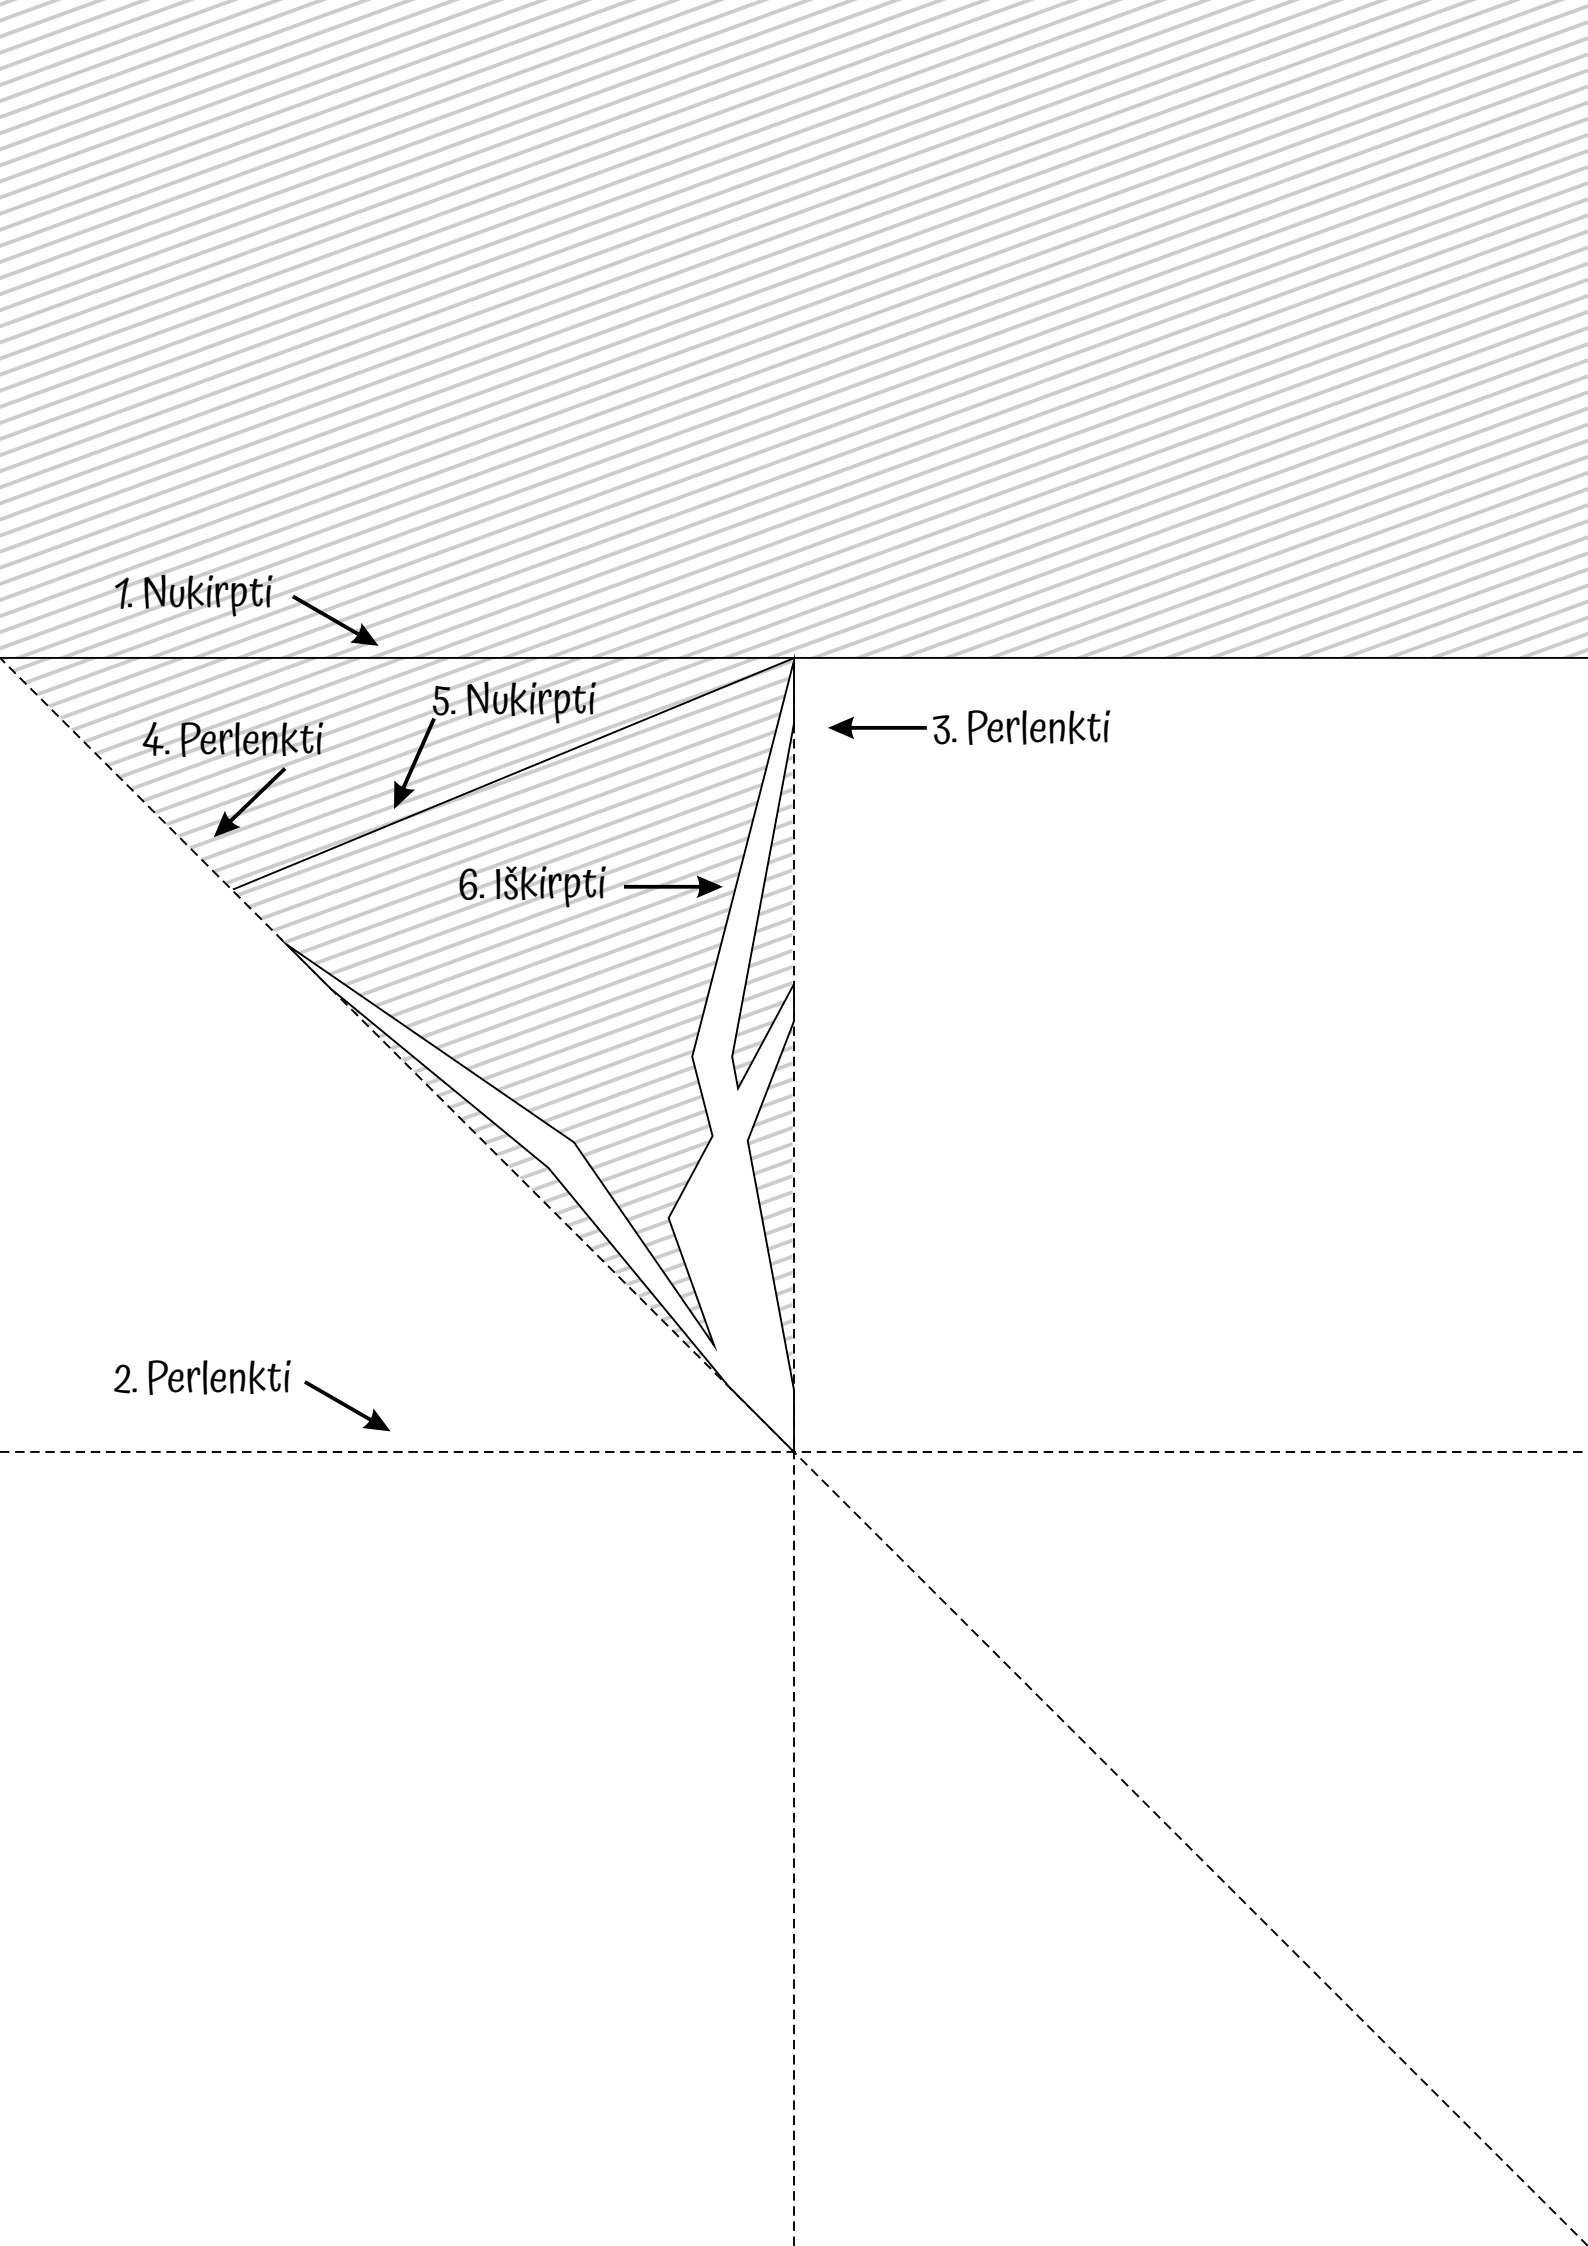 1. Nukirpti
5. Nukirpti
3. Perlenkti
4. Perlenkti
6. Iškirpti
2. Perlenkti